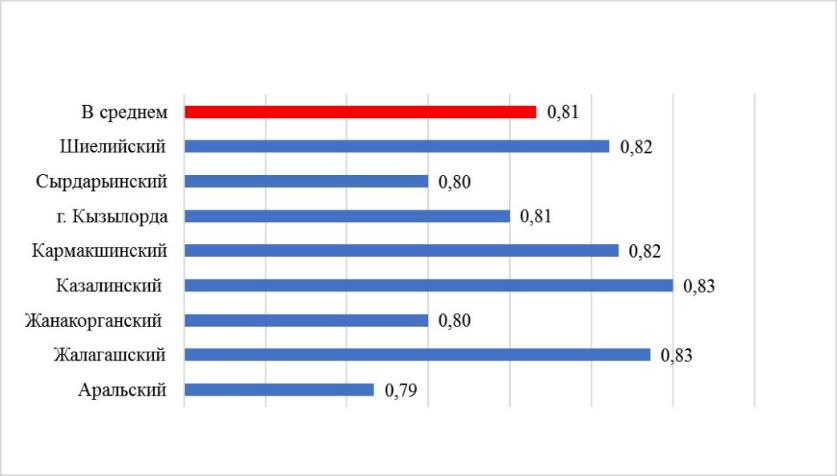 В среднем 0,81
Шиелийский 0,82
Сырдарьинский 0,80
г. Кызылорда 0,81
Кармакшинский 0,82
Казалинский 0,83
Жанакорганский 0,80
Жалагашский 0,83
Аральский 0,79